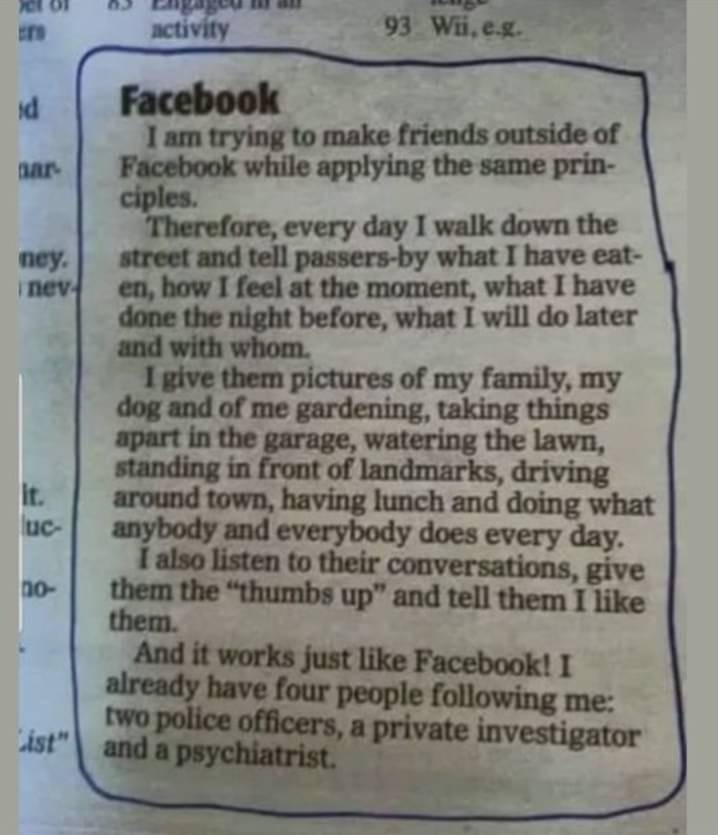 83 Engaged in an
ers
activity
93 Wii, e.g.
Facebook
I am trying to make friends outside of
Facebook while applying the same prin-
ciples.
Therefore, every day I walk down the
ney.
street and tell passers-by what I have eat-
nev-
en, how I feel at the moment, what I have
done the night before, what I will do later
and with whom.
I give them pictures of my family, my
dog and of me gardening, taking things
apart in the garage, watering the lawn,
standing in front of landmarks, driving
it.
around town, having lunch and doing what
luc-
anybody and everybody does every day.
I also listen to their conversations, give
no-
them the “thumbs up” and tell them I like
them.
And it works just like Facebook! I
already have four people following me:
two police officers, a private investigator
List"
and a psychiatrist.